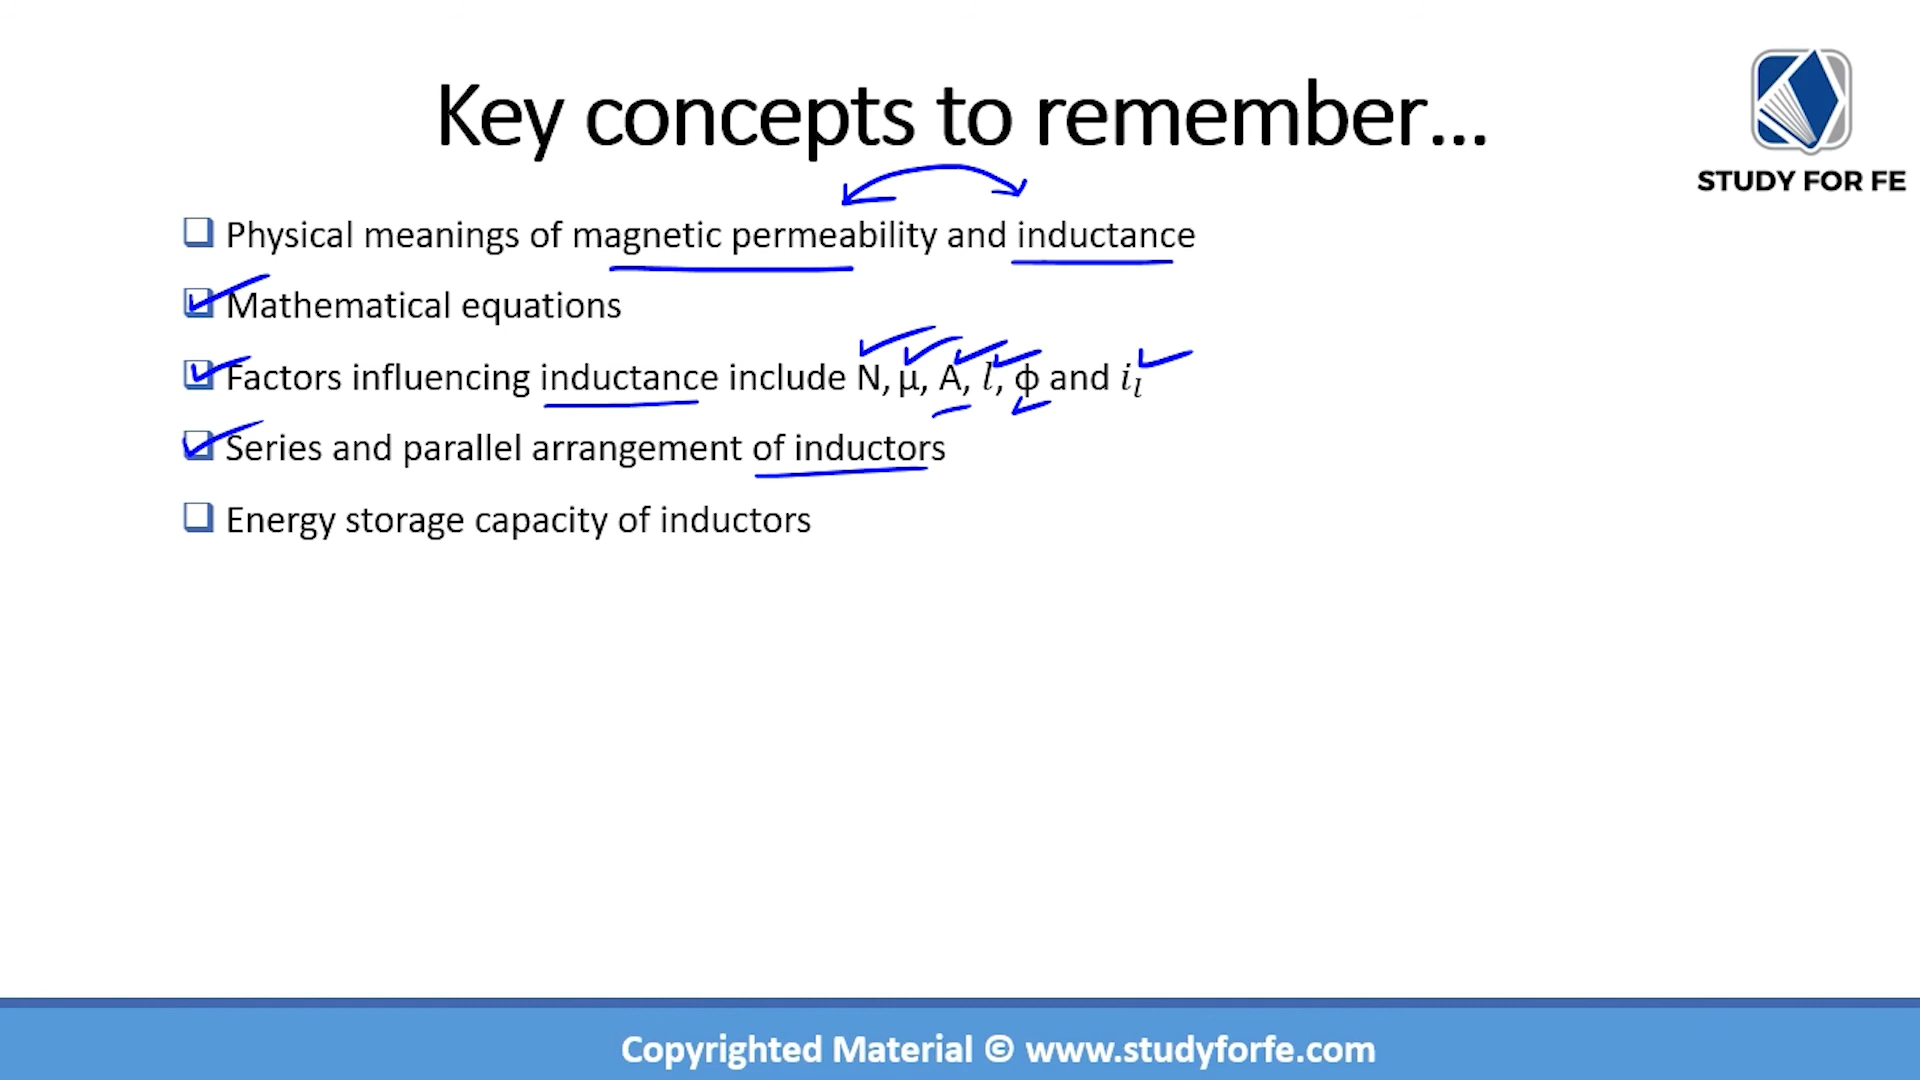 Key concepts to remember...
STUDY FOR FE
Physical meanings of magnetic permeability and inductance
Mathematical equations
Factors influencing inductance include N, μ, A, l, ϕ and iₗ
Series and parallel arrangement of inductors
Energy storage capacity of inductors
Copyrighted Material © www.studyforfe.com